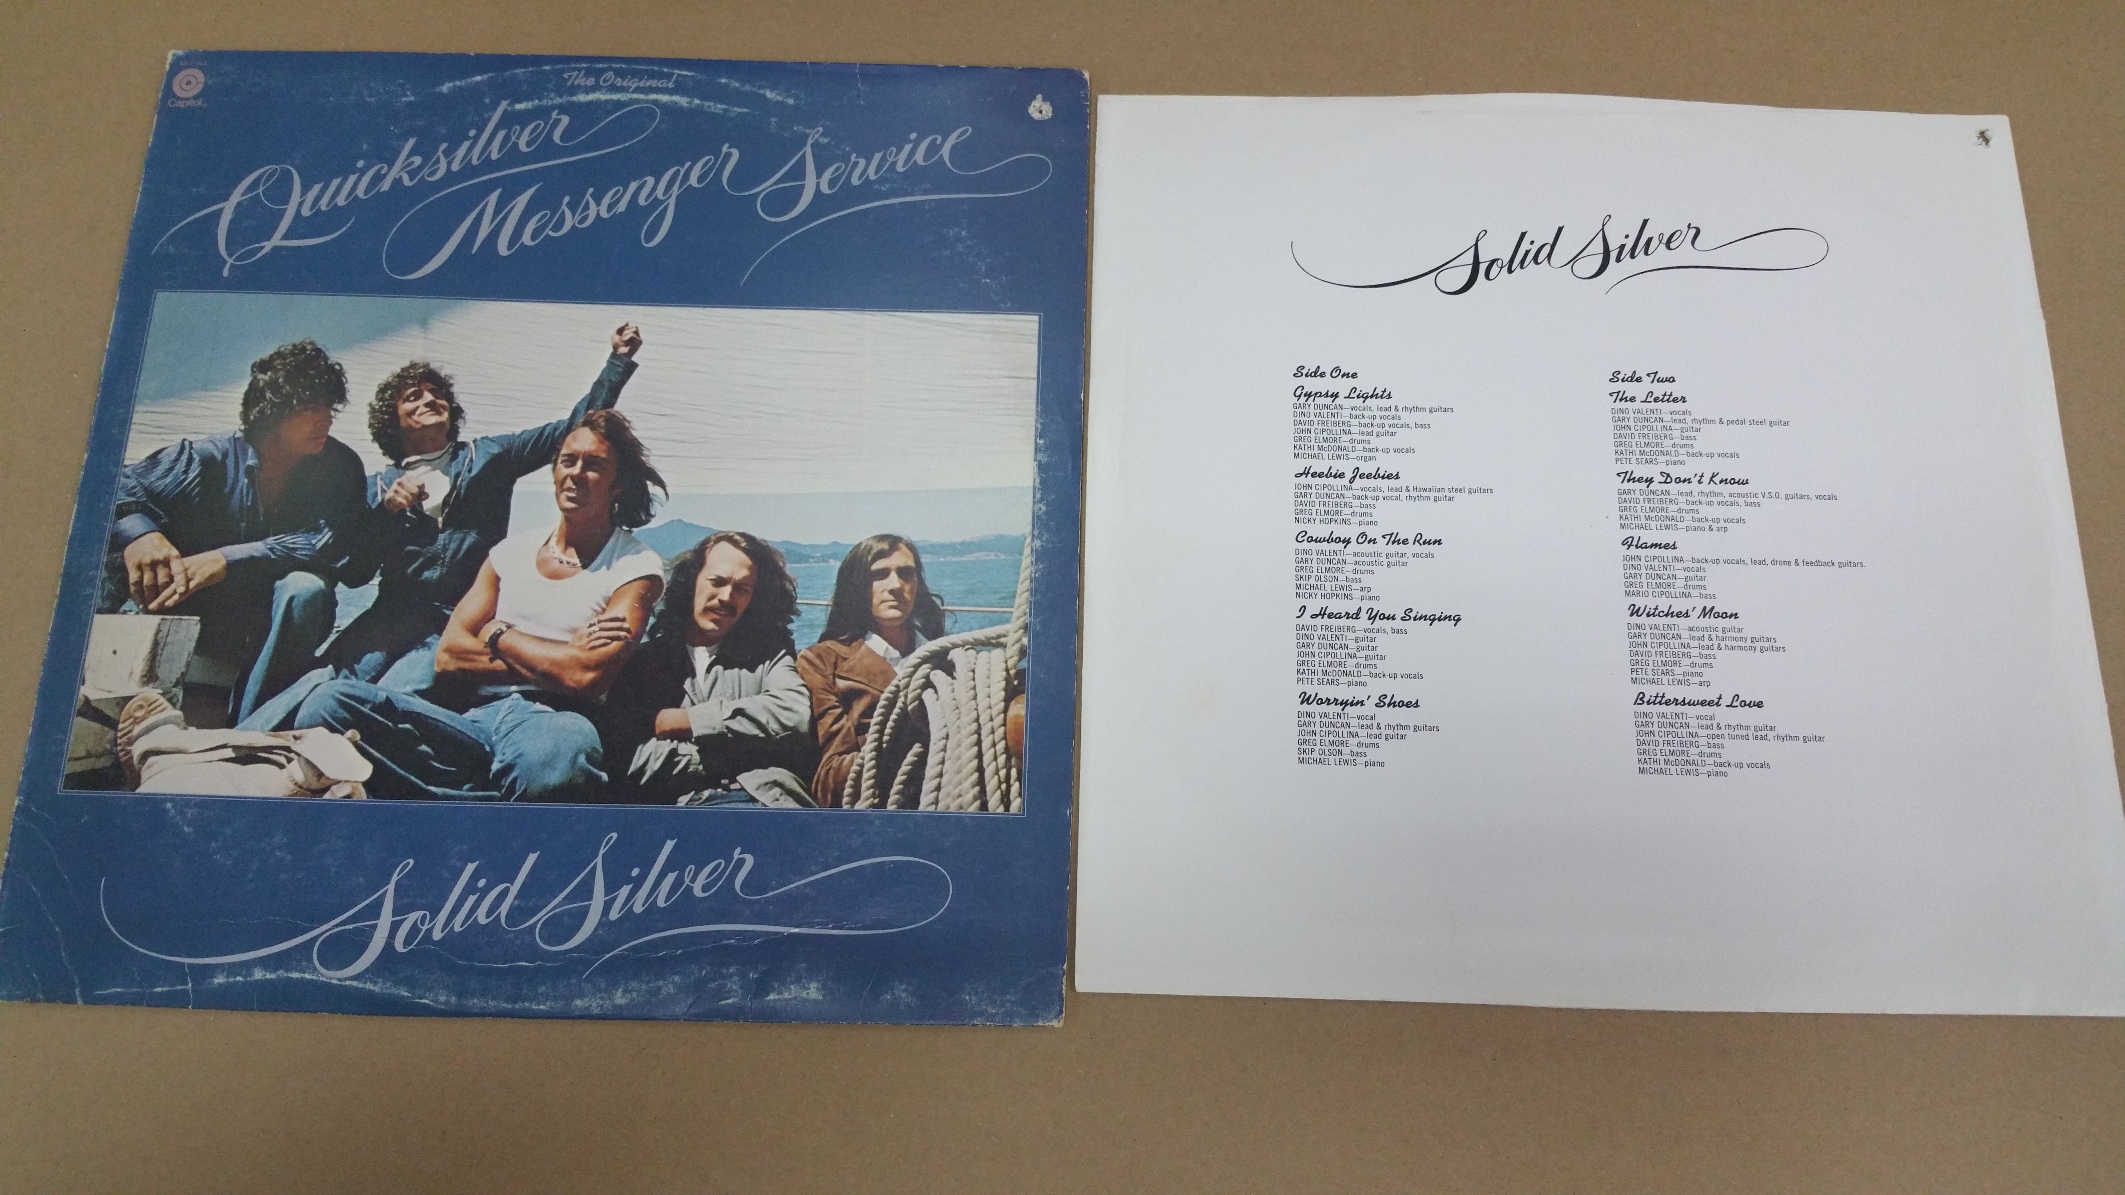 Capitol
The Original
Quicksilver
Messenger Service
Solid Silver
Solid Silver
Side One
Gypsy Lights
GARY DUNCAN—vocals, lead & rhythm guitars
DINO VALENTI—back-up vocals
DAVID FREIBERG—back-up vocals, bass
JOHN CIPOLLINA—lead guitar
GREG ELMORE—drums
KATHI McDONALD—back-up vocals
MICHAEL LEWIS—organ
Heebie Jeebies
JOHN CIPOLLINA—vocals, lead & Hawaiian steel guitars
GARY DUNCAN—back-up vocal, rhythm guitar
DAVID FREIBERG—bass
GREG ELMORE—drums
NICKY HOPKINS—piano
Cowboy On The Run
DINO VALENTI—acoustic guitar, vocals
GARY DUNCAN—acoustic guitar
GREG ELMORE—drums
SKIP OLSON—bass
MICHAEL LEWIS—arp
NICKY HOPKINS—piano
I Heard You Singing
DAVID FREIBERG—vocals, bass
DINO VALENTI—guitar
GARY DUNCAN—guitar
JOHN CIPOLLINA—guitar
GREG ELMORE—drums
KATHI McDONALD—back-up vocals
PETE SEARS—piano
Worryin' Shoes
DINO VALENTI—vocal
GARY DUNCAN—lead & rhythm guitars
JOHN CIPOLLINA—lead guitar
GREG ELMORE—drums
SKIP OLSON—bass
MICHAEL LEWIS—piano
Side Two
The Letter
DINO VALENTI—vocals
GARY DUNCAN—lead, rhythm & pedal steel guitar
JOHN CIPOLLINA—guitar
DAVID FREIBERG—bass
GREG ELMORE—drums
KATHI McDONALD—back-up vocals
PETE SEARS—piano
They Don't Know
GARY DUNCAN—lead, rhythm, acoustic V.S.O. guitars, vocals
DAVID FREIBERG—back-up vocals, bass
GREG ELMORE—drums
KATHI McDONALD—back-up vocals
MICHAEL LEWIS—piano & arp
Flames
JOHN CIPOLLINA—back-up vocals, lead, drone & feedback guitars.
DINO VALENTI—vocals
GARY DUNCAN—guitar
GREG ELMORE—drums
MARIO CIPOLLINA—bass
Witches' Moon
DINO VALENTI—acoustic guitar
GARY DUNCAN—lead & harmony guitars
JOHN CIPOLLINA—lead & harmony guitars
DAVID FREIBERG—bass
GREG ELMORE—drums
PETE SEARS—piano
MICHAEL LEWIS—arp
Bittersweet Love
DINO VALENTI—vocal
GARY DUNCAN—lead & rhythm guitar
JOHN CIPOLLINA—open tuned lead, rhythm guitar
DAVID FREIBERG—bass
GREG ELMORE—drums
KATHI McDONALD—back-up vocals
MICHAEL LEWIS—piano